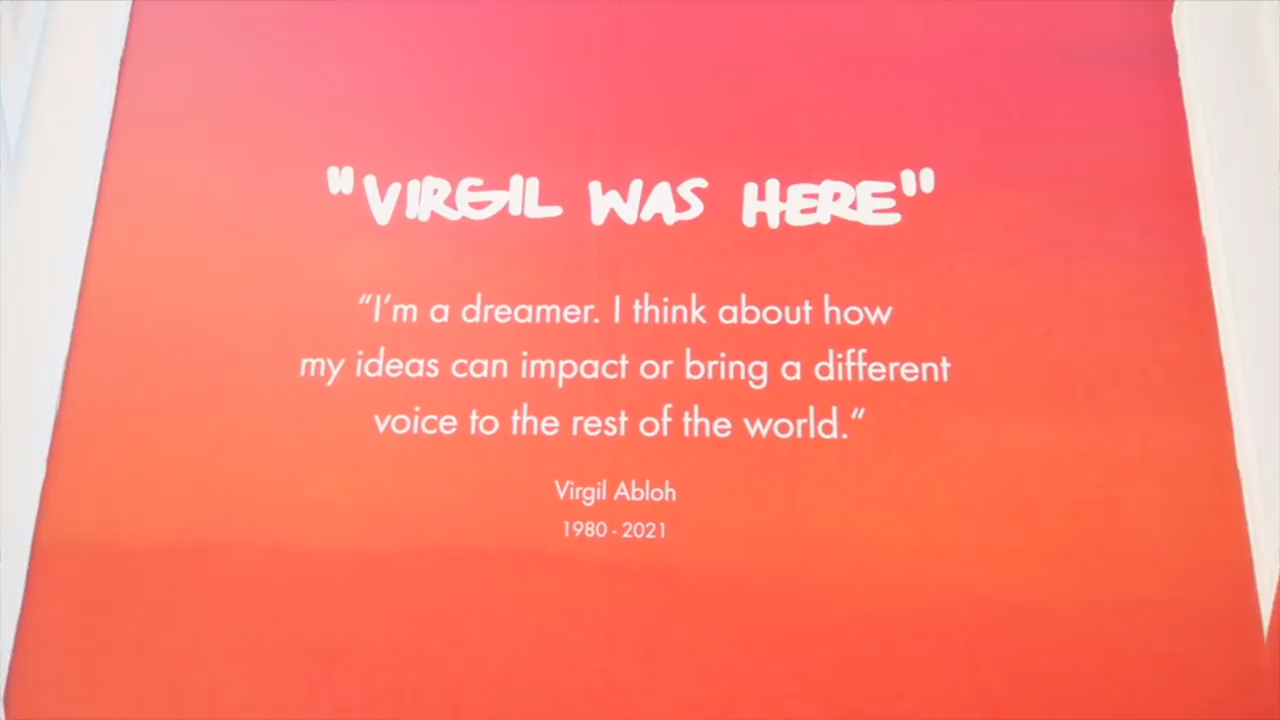 "VIRGIL WAS HERE"
“I’m a dreamer. I think about how
my ideas can impact or bring a different
voice to the rest of the world.“
Virgil Abloh
1980 - 2021